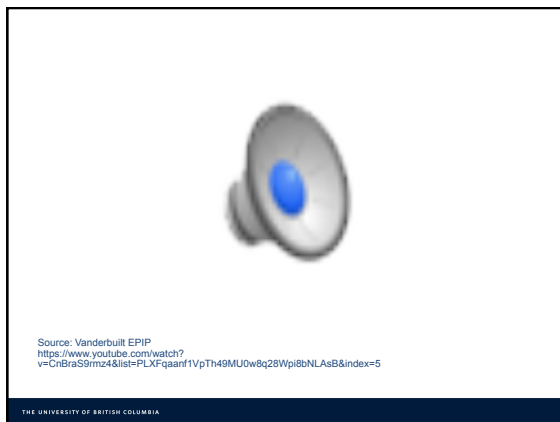 Source: Vanderbuilt EPIP
https://www.youtube.com/watch?
v=CnBraS9rmz4&list=PLXFqaanf1VpTh49MU0w8q28Wpi8bNLAsB&index=5
THE UNIVERSITY OF BRITISH COLUMBIA